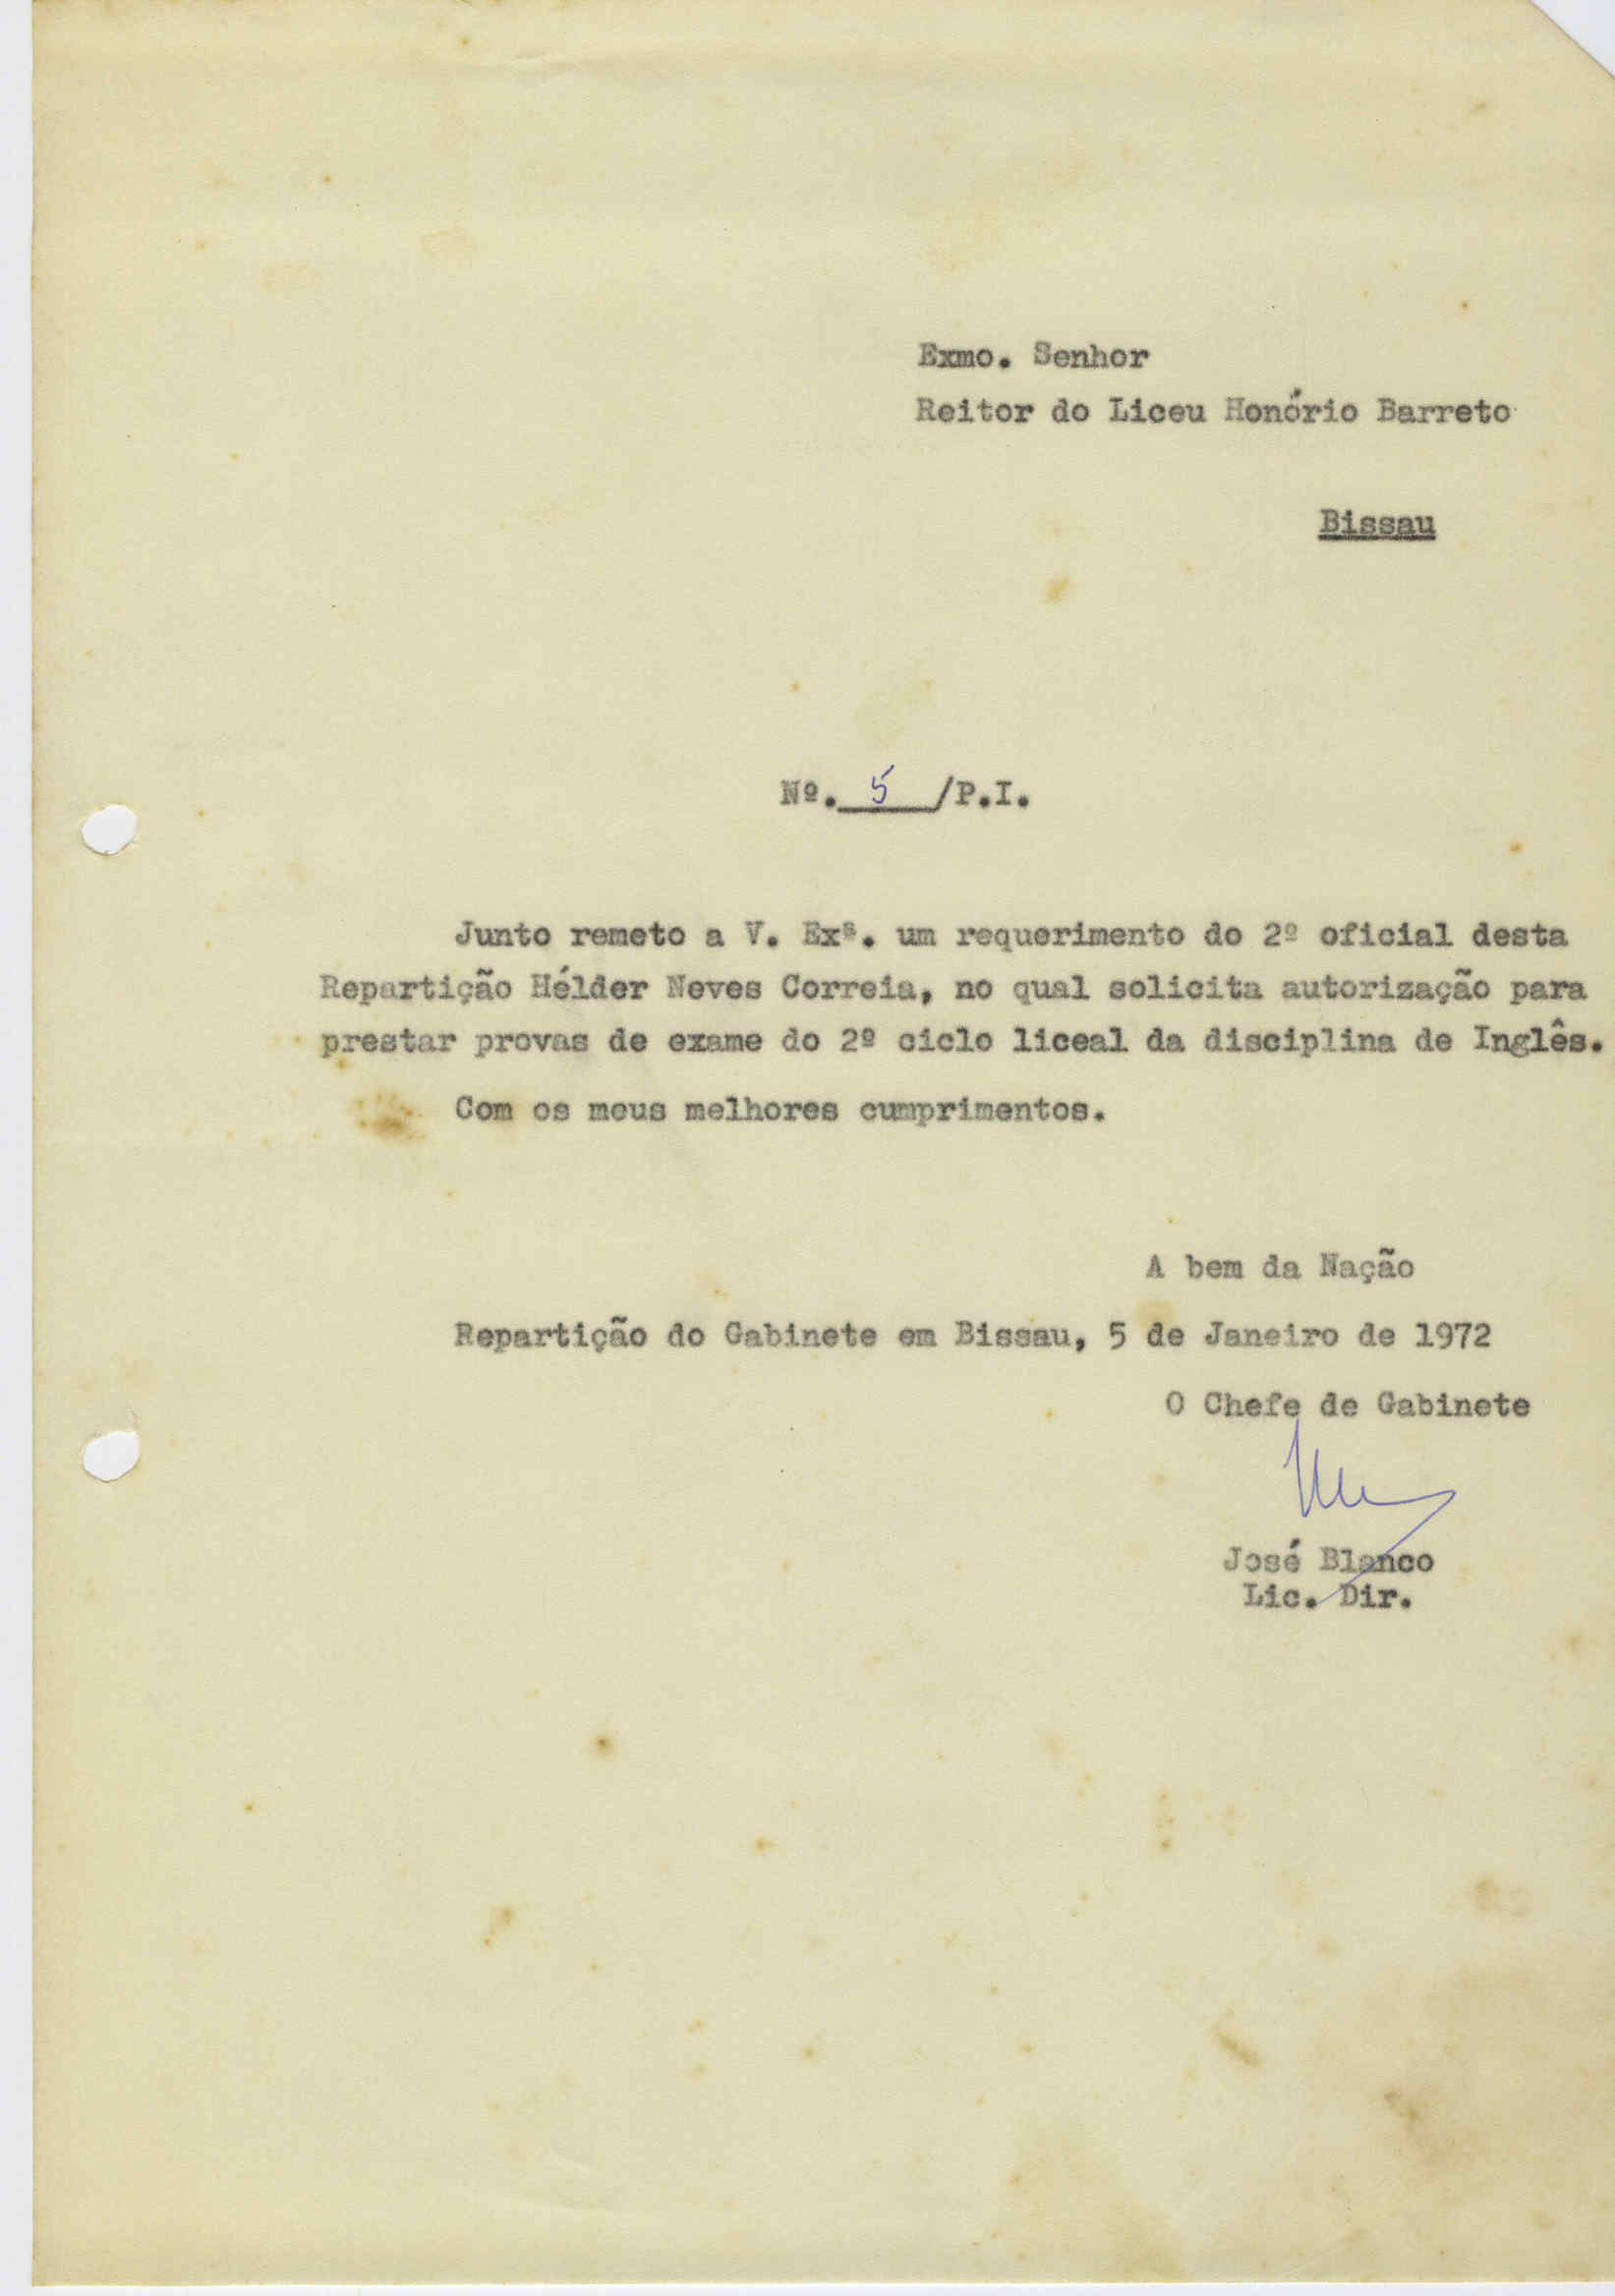 Exmo. Senhor
Reitor do Liceu Honório Barreto
Bissau
Nº. 5 /P.I.
Junto remeto a V. Exª. um requerimento do 2º oficial desta
Repartição Hélder Neves Correia, no qual solicita autorização para
prestar provas de exame do 2º ciclo liceal da disciplina de Inglês.
Com os meus melhores cumprimentos.
A bem da Nação
Repartição do Gabinete em Bissau, 5 de Janeiro de 1972
O Chefe de Gabinete
José Blanco
Lic. Dir.